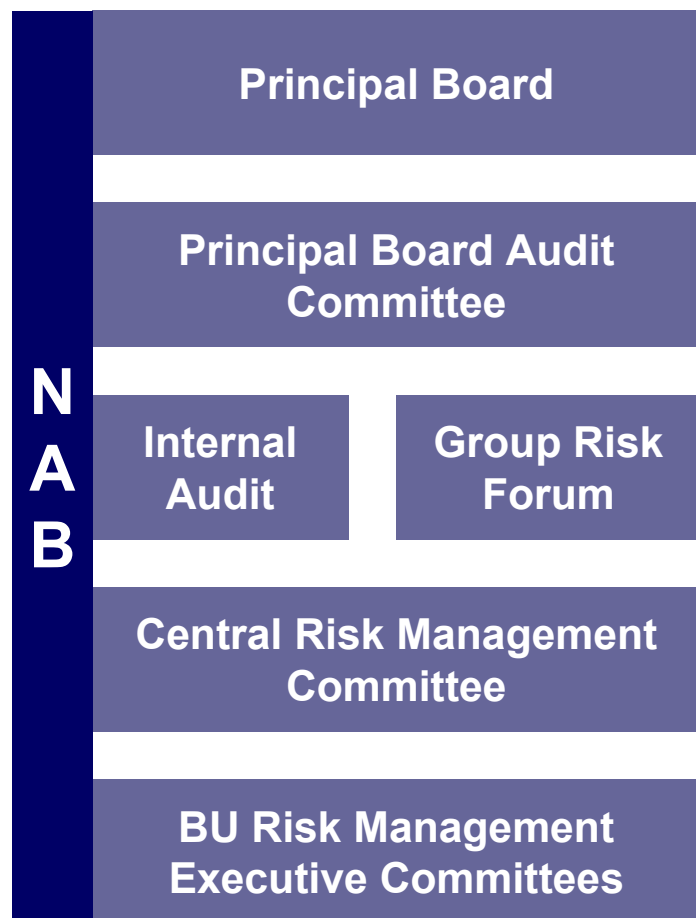 Principal Board
Principal Board Audit
Committee
N
A
B
Internal
Audit
Group Risk
Forum
Central Risk Management
Committee
BU Risk Management
Executive Committees